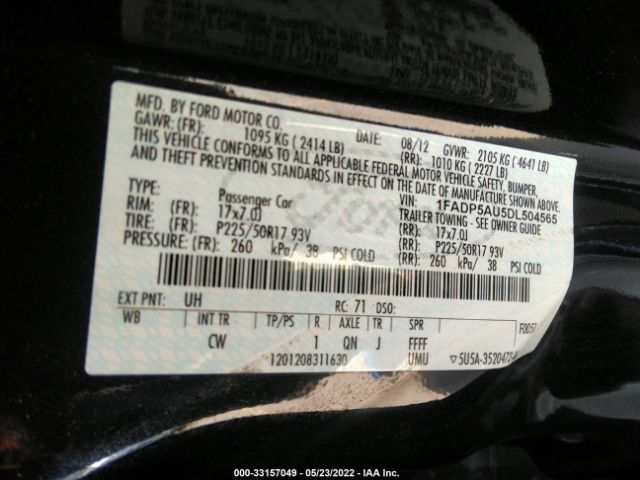 MFD. BY FORD MOTOR CO.
DATE: 08/12 GVWR: 2105 KG ( 4641 LB)
GAWR: (FR): 1095 KG ( 2414 LB) (RR): 1010 KG ( 2227 LB)
THIS VEHICLE CONFORMS TO ALL APPLICABLE FEDERAL MOTOR VEHICLE SAFETY, BUMPER,
AND THEFT PREVENTION STANDARDS IN EFFECT ON THE DATE OF MANUFACTURE SHOWN ABOVE.
VIN: 1FADP5AU5DL504565
TYPE: Passenger Car TRAILER TOWING - SEE OWNER GUIDE
RIM: (FR): 17x7.0J (RR): 17x7.0J
TIRE: (FR): P225/50R17 93V (RR): P225/50R17 93V
PRESSURE: (FR): 260 kPa/ 38 PSI COLD (RR): 260 kPa/ 38 PSI COLD
EXT PNT: UH RC: 71 DSO: F0057
WB INT TR TP/PS R AXLE TR SPR
CW 1 QN J FFFF
1201208311630 UMU
000-33157049 - 05/23/2022 - IAA Inc.